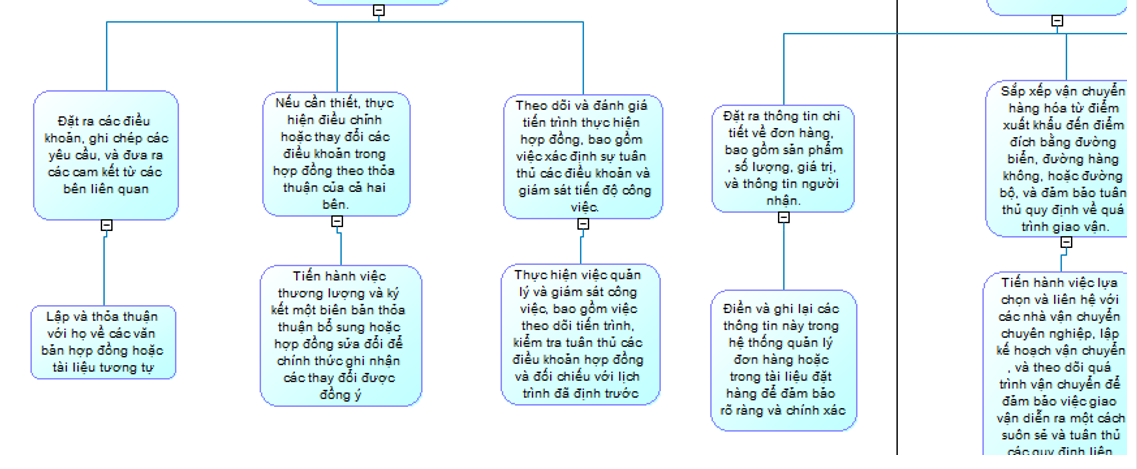 Đặt ra các điều
khoản, ghi chép các
yêu cầu, và đưa ra
các cam kết từ các
bên liên quan
Nếu cần thiết, thực
hiện điều chỉnh
hoặc thay đổi các
điều khoản trong
hợp đồng theo thỏa
thuận của cả hai
bên.
Theo dõi và đánh giá
tiến trình thực hiện
hợp đồng, bao gồm
việc xác định sự tuân
thủ các điều khoản và
giám sát tiến độ công
việc.
Đặt ra thông tin chi
tiết về đơn hàng,
bao gồm sản phẩm
, số lượng, giá trị,
và thông tin người
nhận.
Sắp xếp vận chuyển
hàng hóa từ điểm
xuất khẩu đến điểm
đích bằng đường
biển, đường hàng
không, hoặc đường
bộ, và đảm bảo tuân
thủ quy định về quá
trình giao vận.
Lập và thỏa thuận
với họ về các văn
bản hợp đồng hoặc
tài liệu tương tự
Tiến hành việc
thương lượng và ký
kết một biên bản thỏa
thuận bổ sung hoặc
hợp đồng sửa đổi để
chính thức ghi nhận
các thay đổi được
đồng ý
Thực hiện việc quản
lý và giám sát công
việc, bao gồm việc
theo dõi tiến trình,
kiểm tra tuân thủ các
điều khoản hợp đồng
và đối chiếu với lịch
trình đã định trước
Điền và ghi lại các
thông tin này trong
hệ thống quản lý
đơn hàng hoặc
trong tài liệu đặt
hàng để đảm bảo
rõ ràng và chính xác
Tiến hành việc lựa
chọn và liên hệ với
các nhà vận chuyển
chuyên nghiệp, lập
kế hoạch vận chuyển
, và theo dõi quá
trình vận chuyển để
đảm bảo việc giao
vận diễn ra một cách
suôn sẻ và tuân thủ
các quy định liên